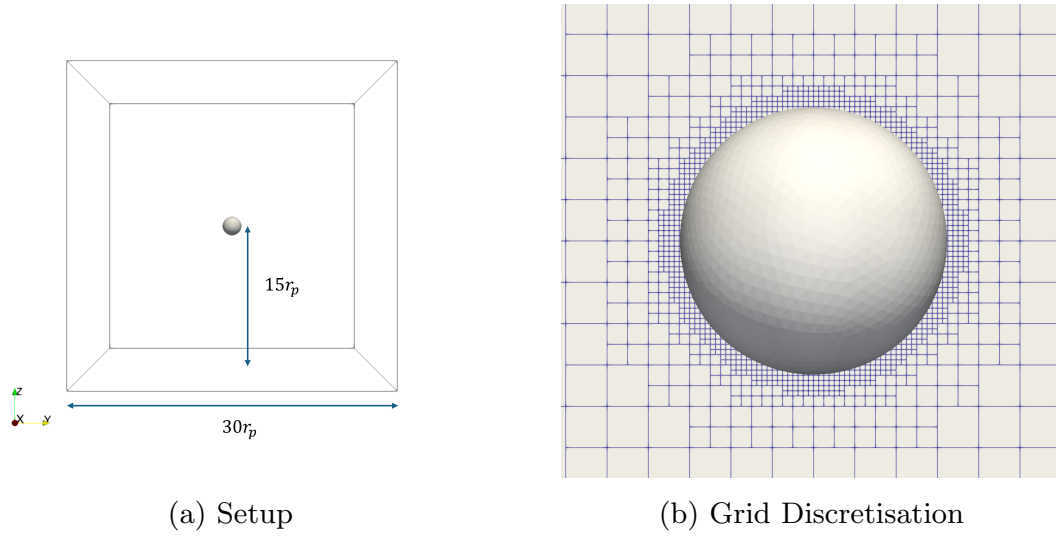 15r_p
Z
X Y
30r_p
(a) Setup
(b) Grid Discretisation